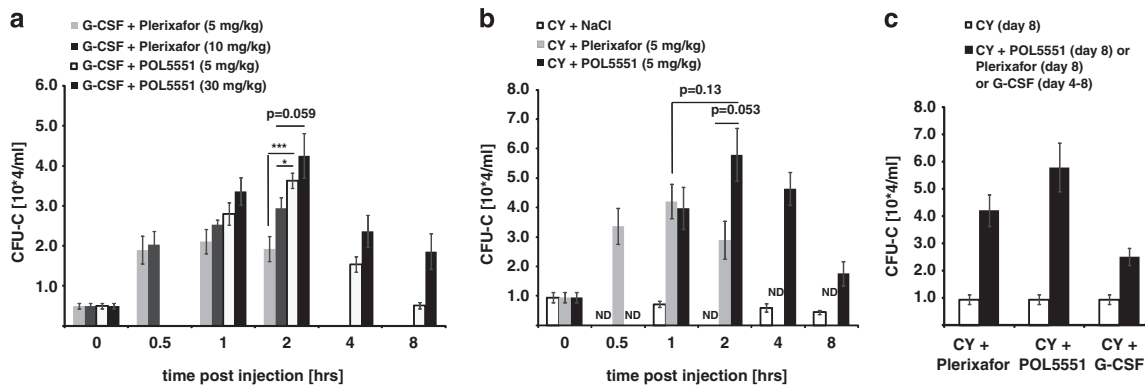 a
G-CSF + Plerixafor (5 mg/kg)
G-CSF + Plerixafor (10 mg/kg)
G-CSF + POL5551 (5 mg/kg)
G-CSF + POL5551 (30 mg/kg)
6.0
5.0
4.0
3.0
2.0
1.0
CFU-C [10*4/ml]
p=0.059
***
*
0 0.5 1 2 4 8
time post injection [hrs]
b
CY + NaCl
CY + Plerixafor (5 mg/kg)
CY + POL5551 (5 mg/kg)
8.0
7.0
6.0
5.0
4.0
3.0
2.0
1.0
CFU-C [10*4/ml]
p=0.13
p=0.053
ND ND ND ND ND
0 0.5 1 2 4 8
time post injection [hrs]
c
CY (day 8)
CY + POL5551 (day 8) or
Plerixafor (day 8)
or G-CSF (day 4-8)
8.0
7.0
6.0
5.0
4.0
3.0
2.0
1.0
CFU-C [10*4/ml]
CY +
Plerixafor
CY +
POL5551
CY +
G-CSF